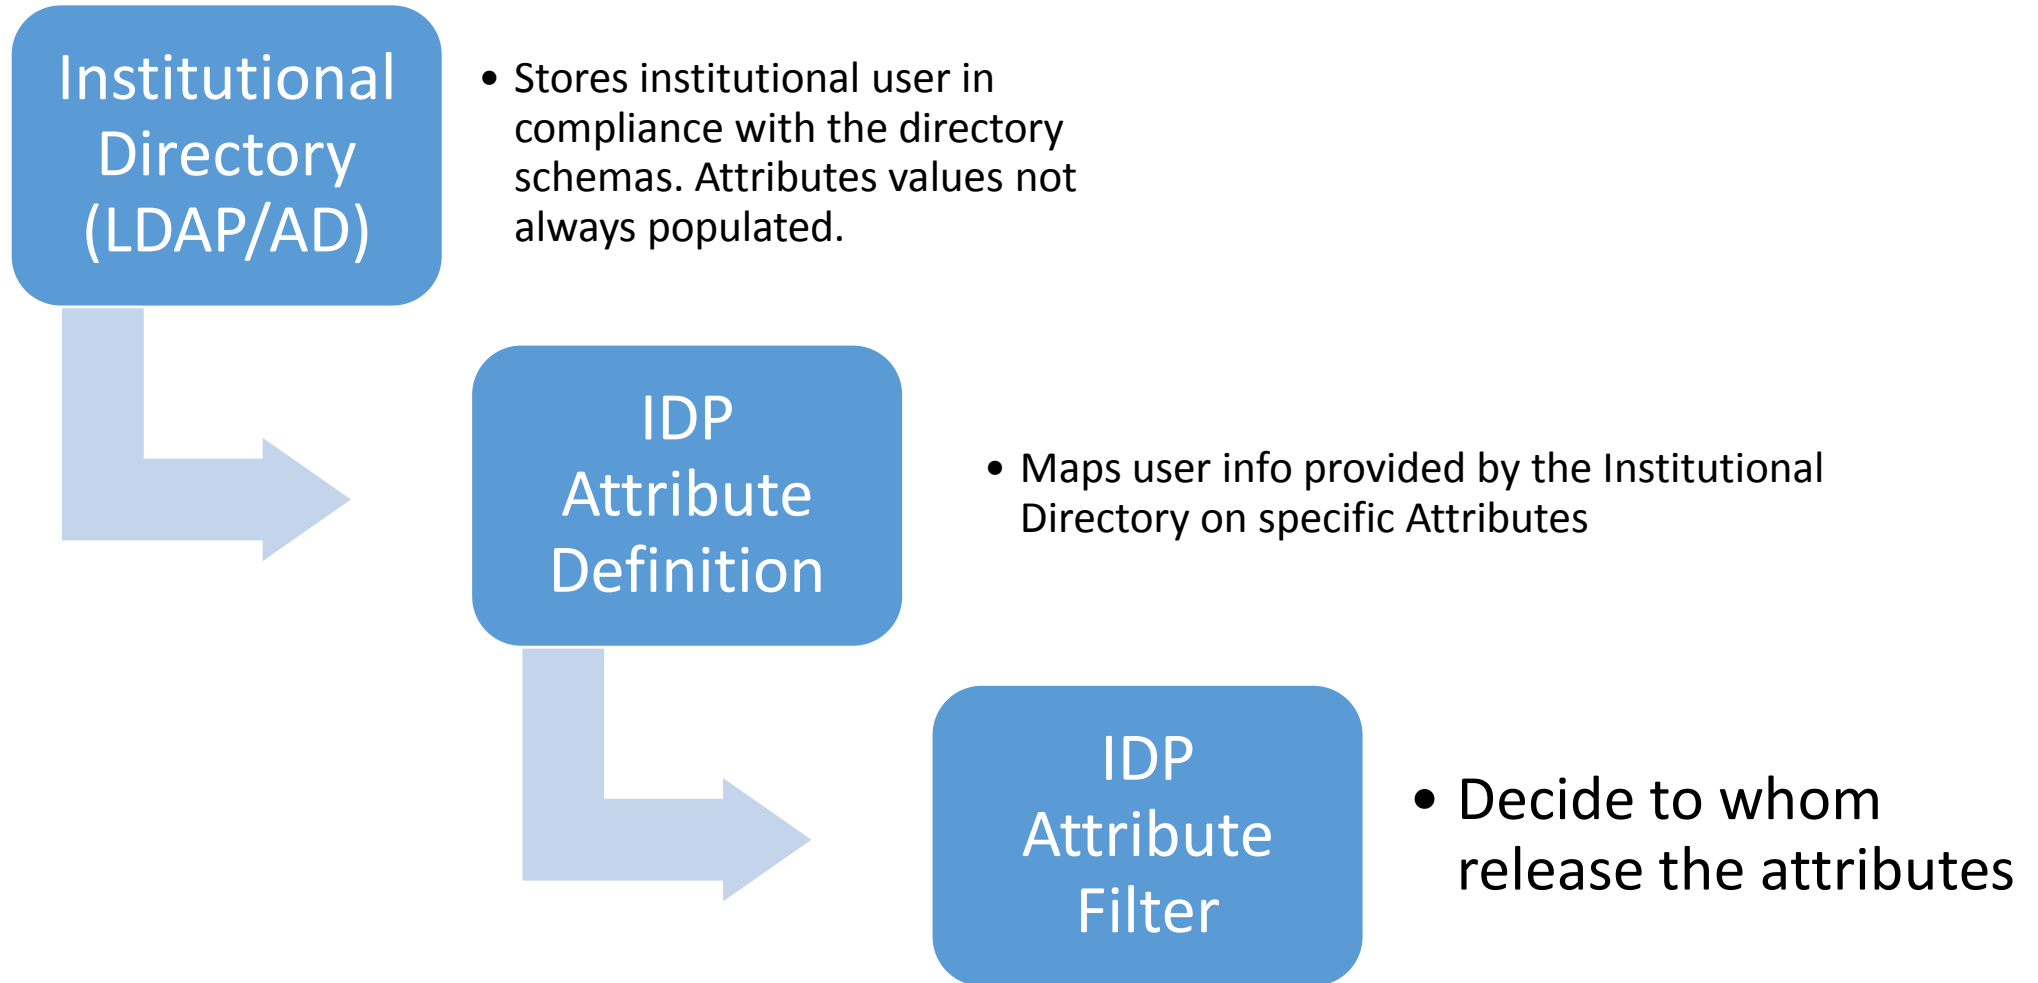 Institutional
Directory
(LDAP/AD)
• Stores institutional user in
compliance with the directory
schemas. Attributes values not
always populated.
IDP
Attribute
Definition
• Maps user info provided by the Institutional
Directory on specific Attributes
IDP
Attribute
Filter
• Decide to whom
release the attributes